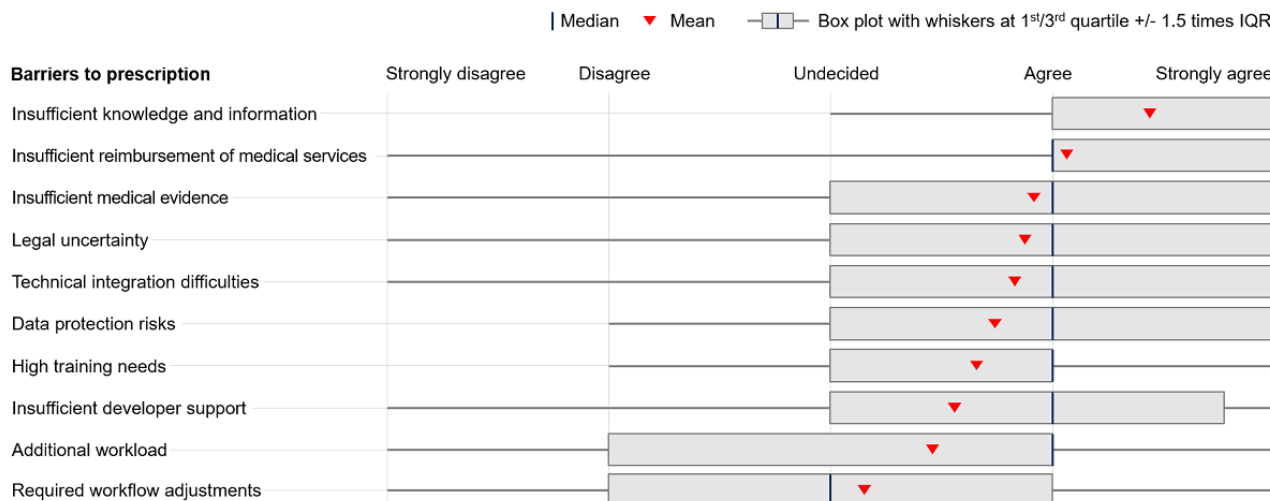 Median Mean Box plot with whiskers at 1st/3rd quartile +/- 1.5 times IQR
Barriers to prescription Strongly disagree Disagree Undecided Agree Strongly agree
Insufficient knowledge and information
Insufficient reimbursement of medical services
Insufficient medical evidence
Legal uncertainty
Technical integration difficulties
Data protection risks
High training needs
Insufficient developer support
Additional workload
Required workflow adjustments